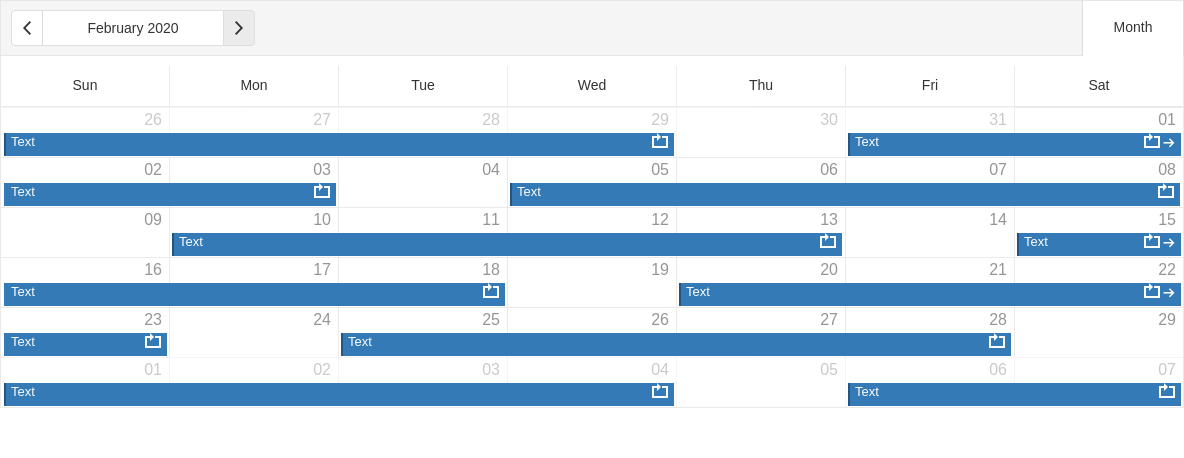 February 2020 Month
Sun Mon Tue Wed Thu Fri Sat
26 27 28 29 30 31 01
Text Text
02 03 04 05 06 07 08
Text Text
09 10 11 12 13 14 15
Text Text
16 17 18 19 20 21 22
Text Text
23 24 25 26 27 28 29
Text Text
01 02 03 04 05 06 07
Text Text